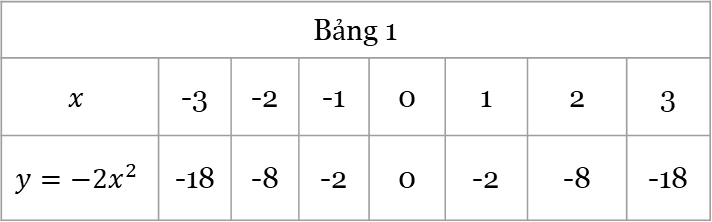 Bảng 1
x -3 -2 -1 0 1 2 3
y = −2x² -18 -8 -2 0 -2 -8 -18